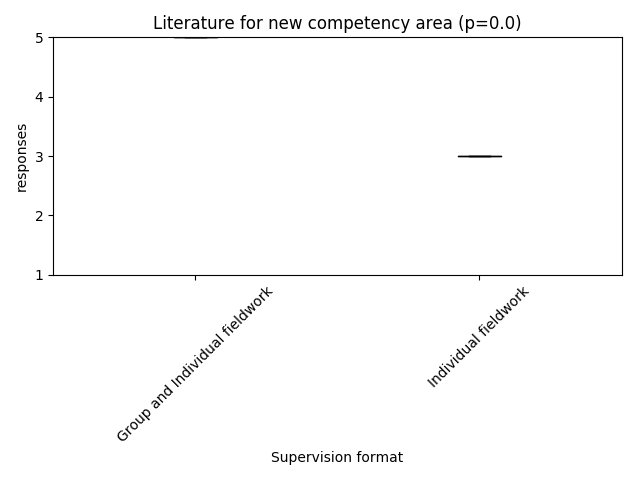 Literature for new competency area (p=0.0)
5
4
3
2
1
responses
Group and Individual fieldwork
Individual fieldwork
Supervision format